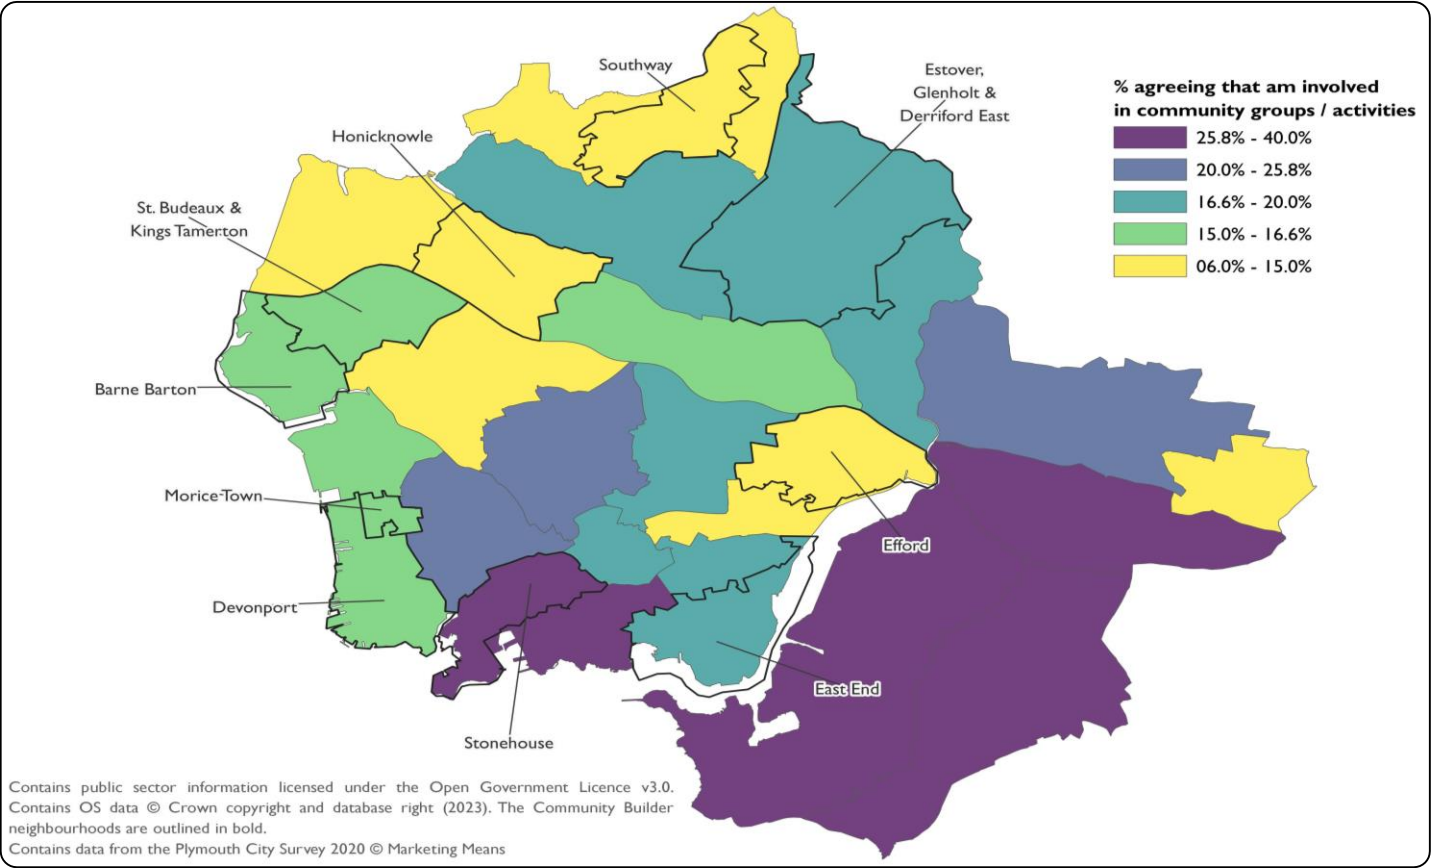 Southway
Estover,
Glenholt &
Derriford East
% agreeing that am involved
in community groups / activities
25.8% - 40.0%
20.0% - 25.8%
16.6% - 20.0%
15.0% - 16.6%
06.0% - 15.0%
Honicknowle
St. Budeaux &
Kings Tamerton
Barne Barton
Morice-Town
Efford
Devonport
East End
Stonehouse
Contains public sector information licensed under the Open Government Licence v3.0.
Contains OS data © Crown copyright and database right (2023). The Community Builder
neighbourhoods are outlined in bold.
Contains data from the Plymouth City Survey 2020 © Marketing Means